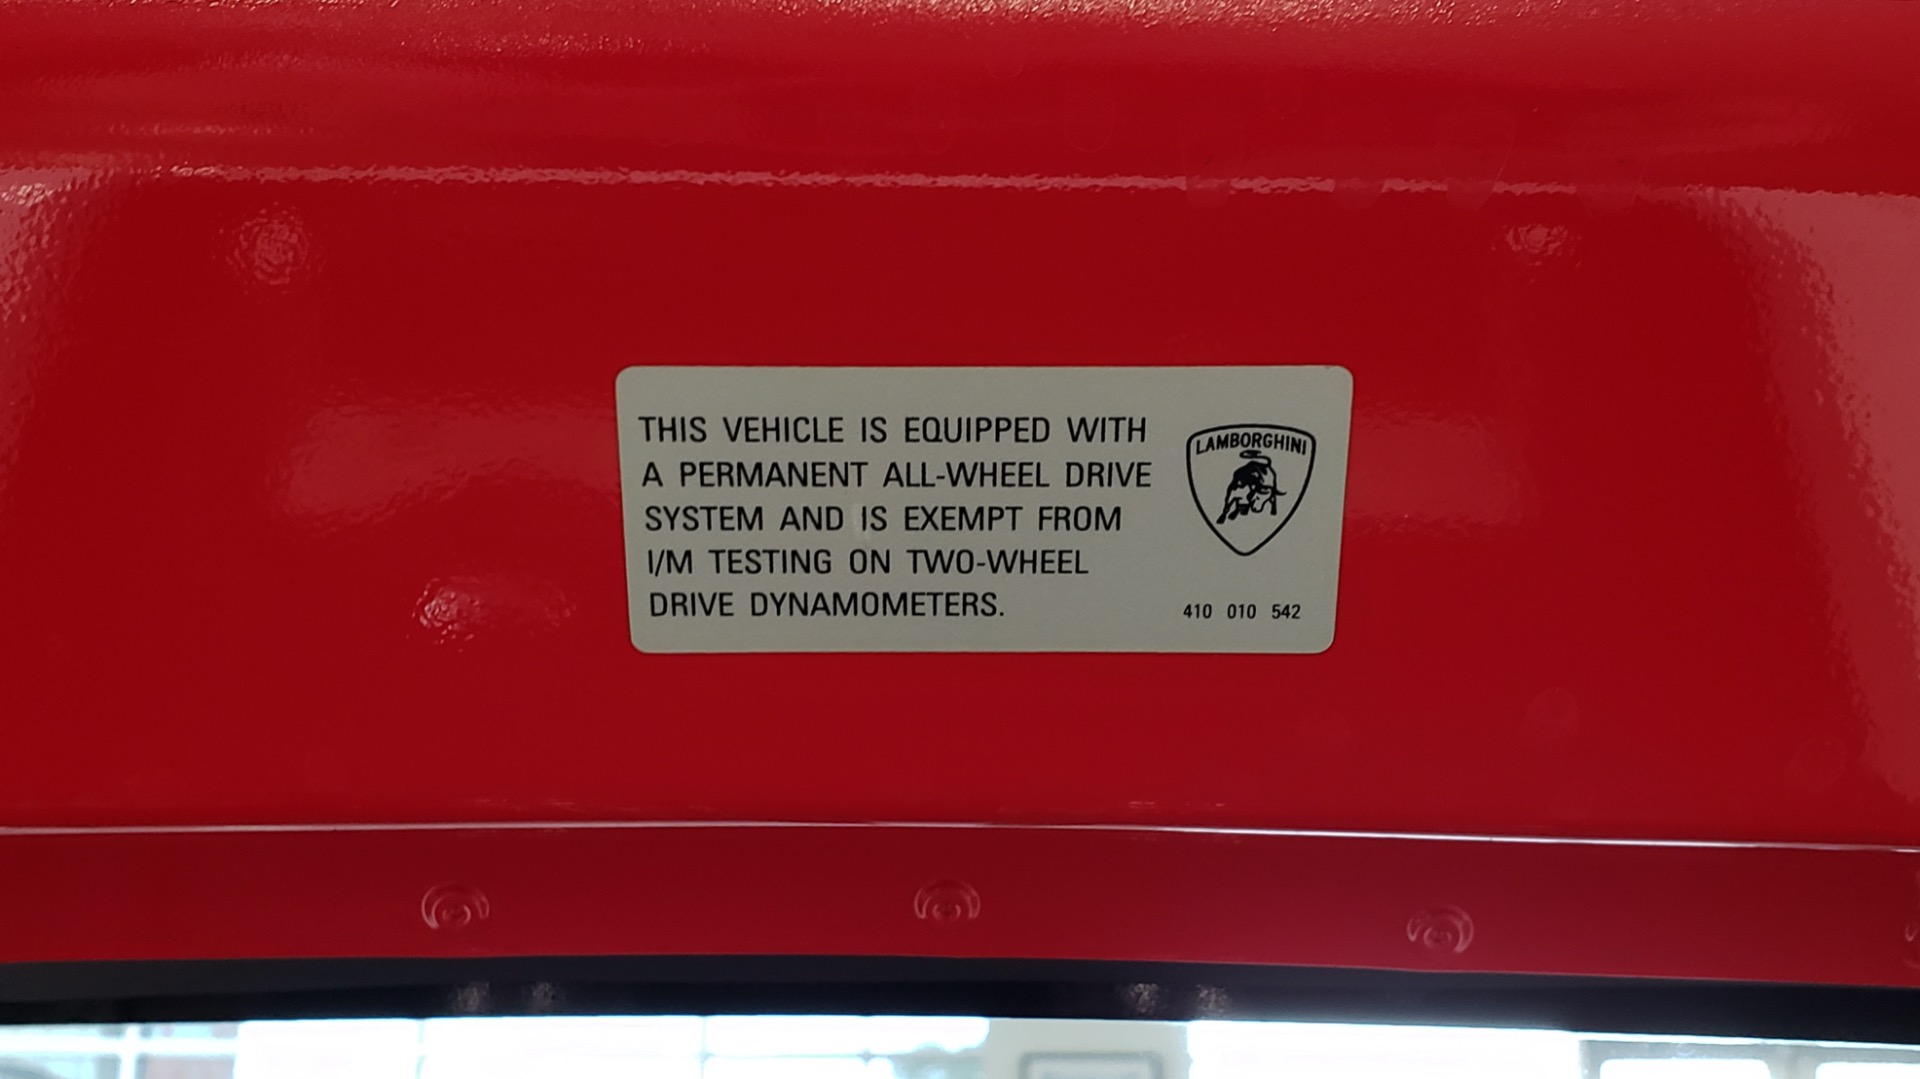 THIS VEHICLE IS EQUIPPED WITH
A PERMANENT ALL-WHEEL DRIVE
SYSTEM AND IS EXEMPT FROM
I/M TESTING ON TWO-WHEEL
DRIVE DYNAMOMETERS.
LAMBORGHINI
410 010 542